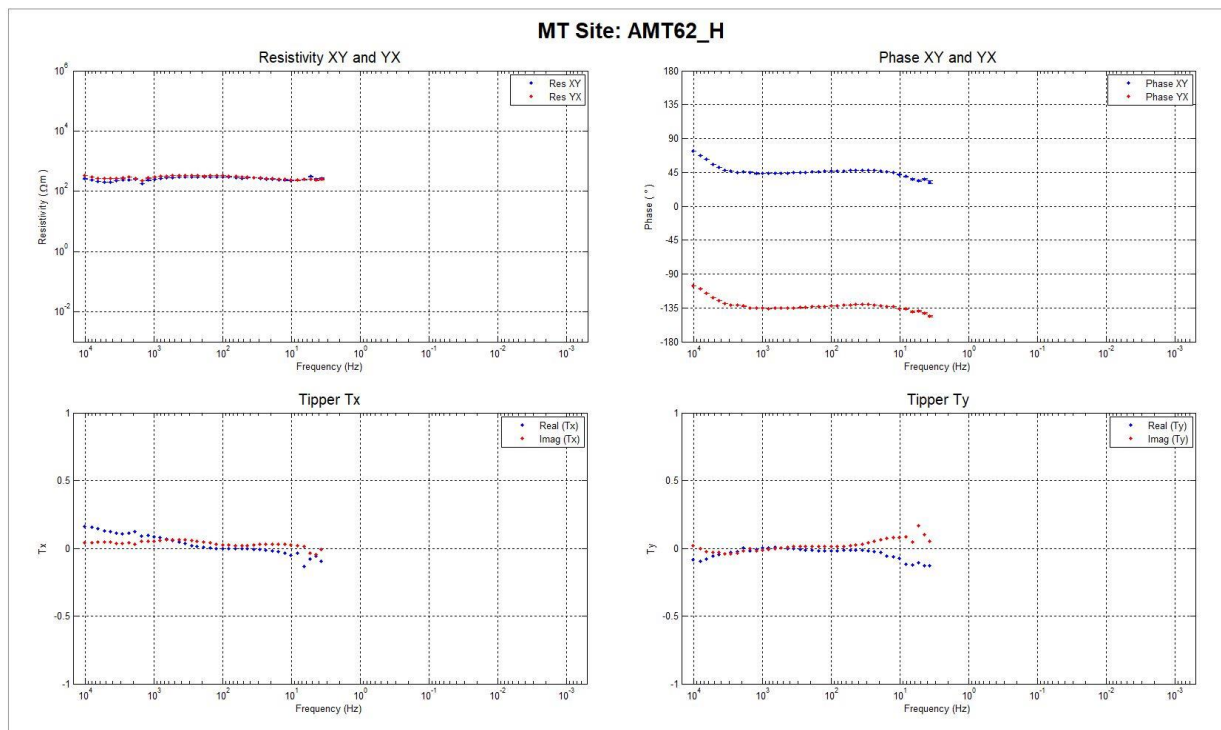 MT Site: AMT62_H
Resistivity XY and YX
Res XY
Res YX
Resistivity (Ωm)
10^6
10^4
10^2
10^0
10^-2
10^4 10^3 10^2 10^1 10^0 10^-1 10^-2 10^-3
Frequency (Hz)
Phase XY and YX
Phase XY
Phase YX
Phase (°)
180
135
90
45
0
-45
-90
-135
-180
10^4 10^3 10^2 10^1 10^0 10^-1 10^-2 10^-3
Frequency (Hz)
Tipper Tx
Real (Tx)
Imag (Tx)
Tx
1
0.5
0
-0.5
-1
10^4 10^3 10^2 10^1 10^0 10^-1 10^-2 10^-3
Frequency (Hz)
Tipper Ty
Real (Ty)
Imag (Ty)
Ty
1
0.5
0
-0.5
-1
10^4 10^3 10^2 10^1 10^0 10^-1 10^-2 10^-3
Frequency (Hz)